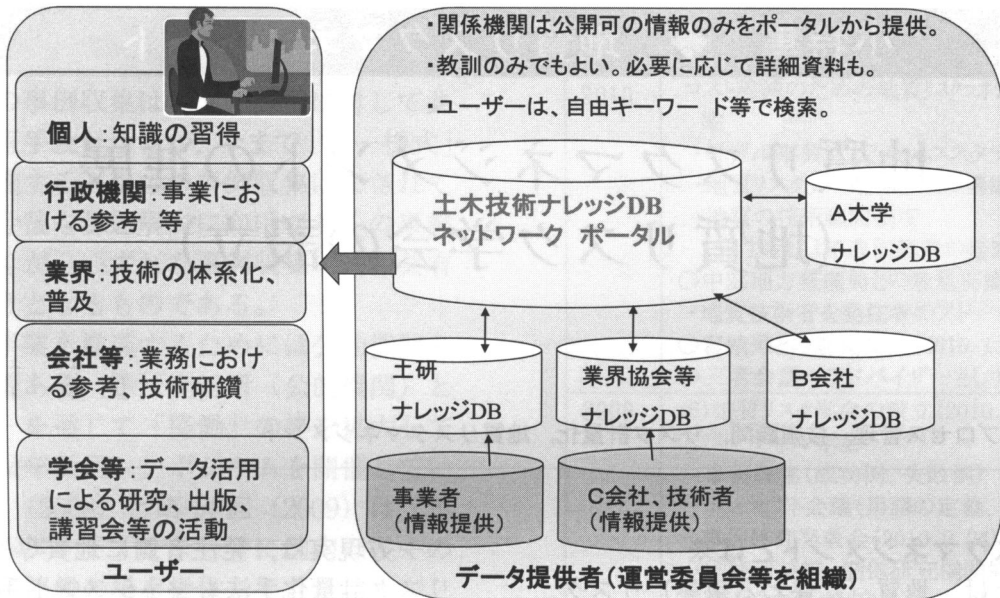 個人：知識の習得
行政機関：事業にお
ける参考 等
業界：技術の体系化、
普及
会社等：業務におけ
る参考、技術研鑽
学会等：データ活用
による研究、出版、
講習会等の活動
ユーザー
・関係機関は公開可の情報のみをポータルから提供。
・教訓のみでもよい。必要に応じて詳細資料も。
・ユーザーは、自由キーワード等で検索。
土木技術ナレッジDB
ネットワーク ポータル
A大学
ナレッジDB
土研
ナレッジDB
業界協会等
ナレッジDB
B会社
ナレッジDB
事業者
（情報提供）
C会社、技術者
（情報提供）
データ提供者（運営委員会等を組織）